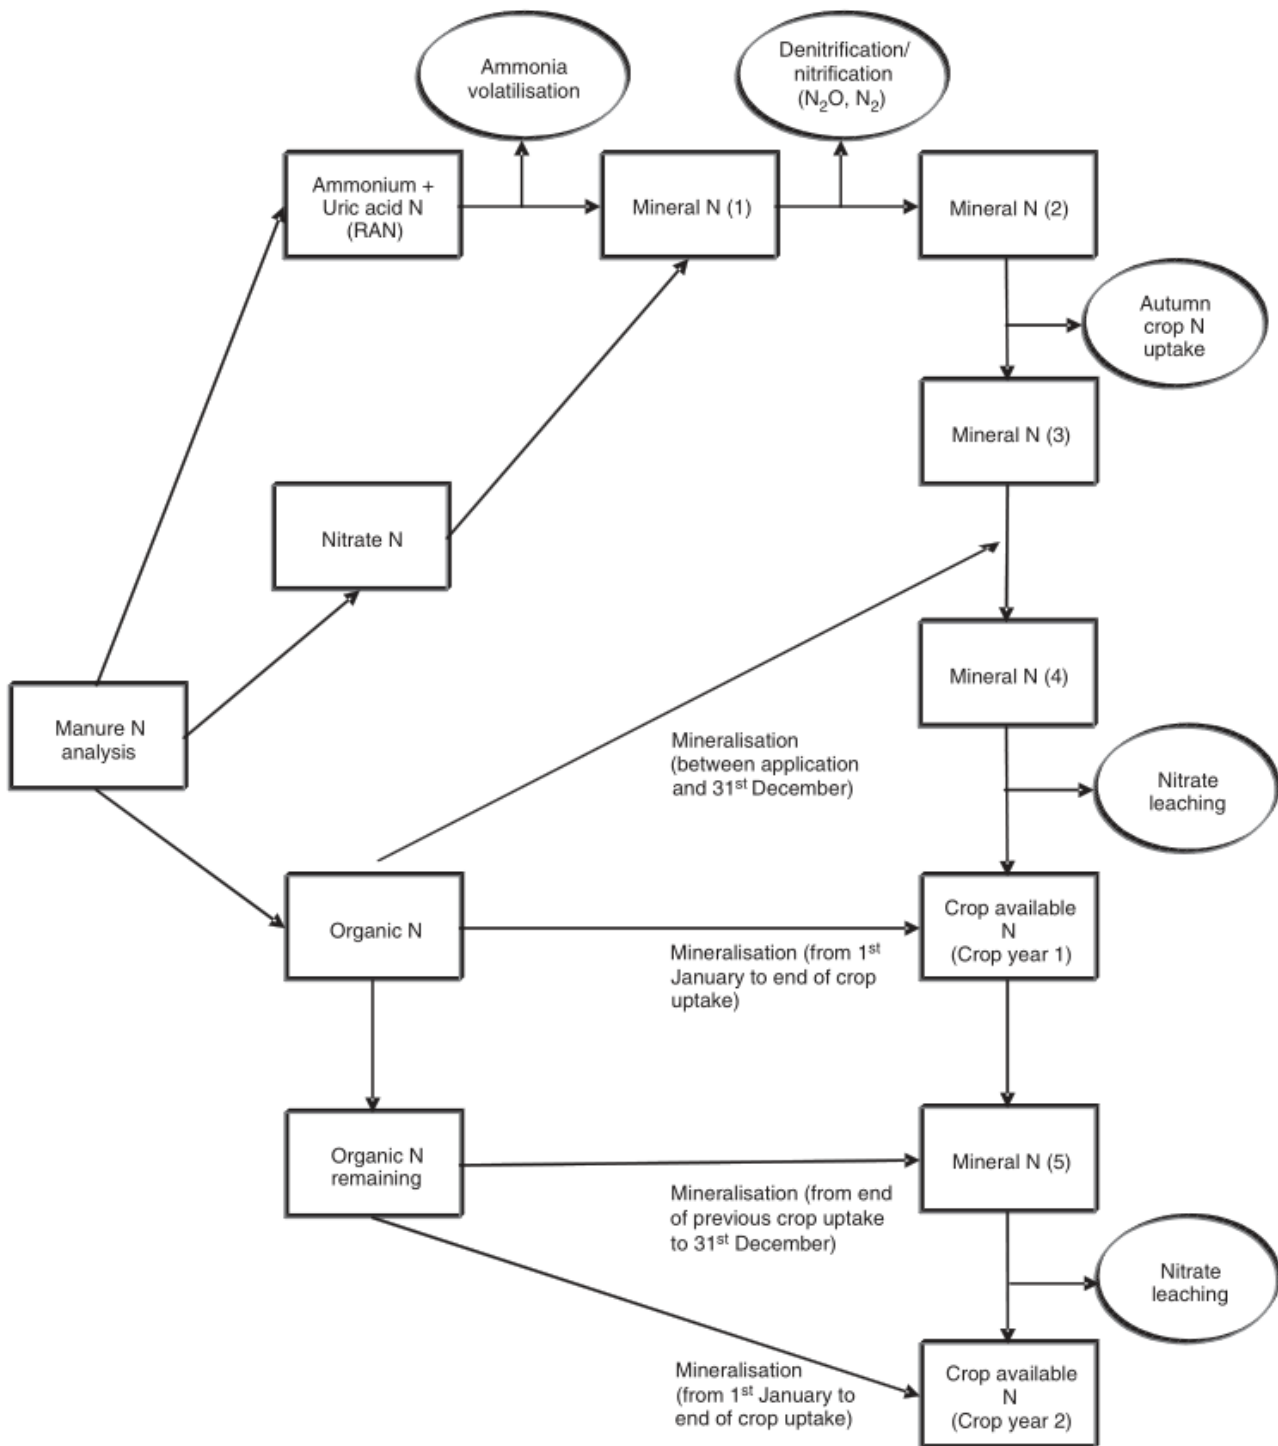 Ammonia
volatilisation
Denitrification/
nitrification
(N₂O, N₂)
Ammonium +
Uric acid N
(RAN)
Mineral N (1)
Mineral N (2)
Autumn
crop N
uptake
Mineral N (3)
Nitrate N
Mineral N (4)
Manure N
analysis
Mineralisation
(between application
and 31st December)
Nitrate
leaching
Organic N
Mineralisation (from 1st
January to end of crop
uptake)
Crop available
N
(Crop year 1)
Organic N
remaining
Mineralisation (from end
of previous crop uptake
to 31st December)
Mineral N (5)
Nitrate
leaching
Mineralisation
(from 1st January to
end of crop uptake)
Crop available
N
(Crop year 2)